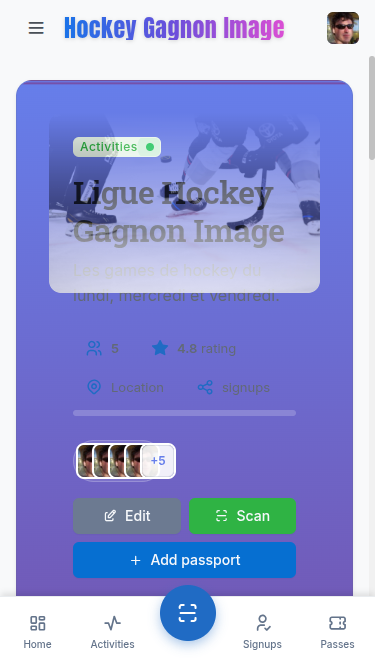 Hockey Gagnon Image
Activities
Ligue Hockey
Gagnon Image
Les games de hockey du
lundi, mercredi et vendredi.
5
4.8 rating
Location
signups
+5
Edit
Scan
Add passport
Home
Activities
Signups
Passes